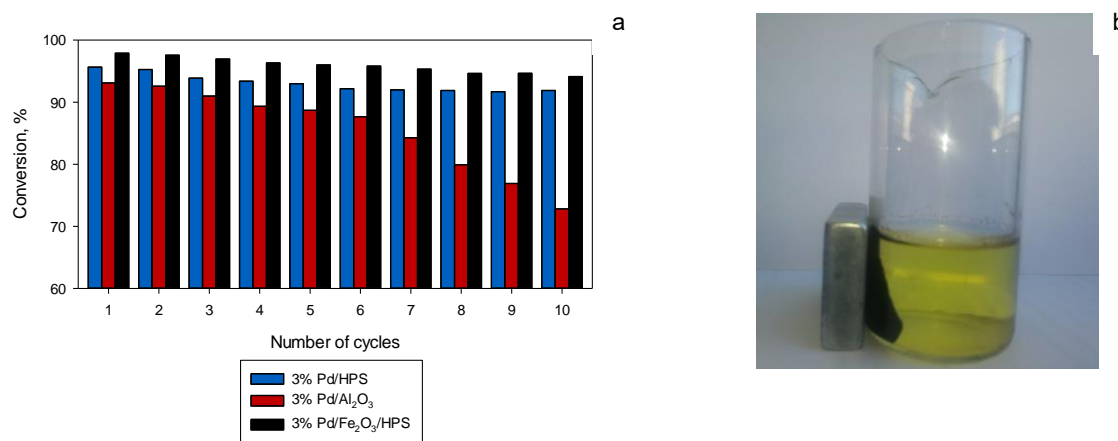 a
b
100
90
80
70
60
Conversion, %
1 2 3 4 5 6 7 8 9 10
Number of cycles
3% Pd/HPS
3% Pd/Al₂O₃
3% Pd/Fe₂O₃/HPS